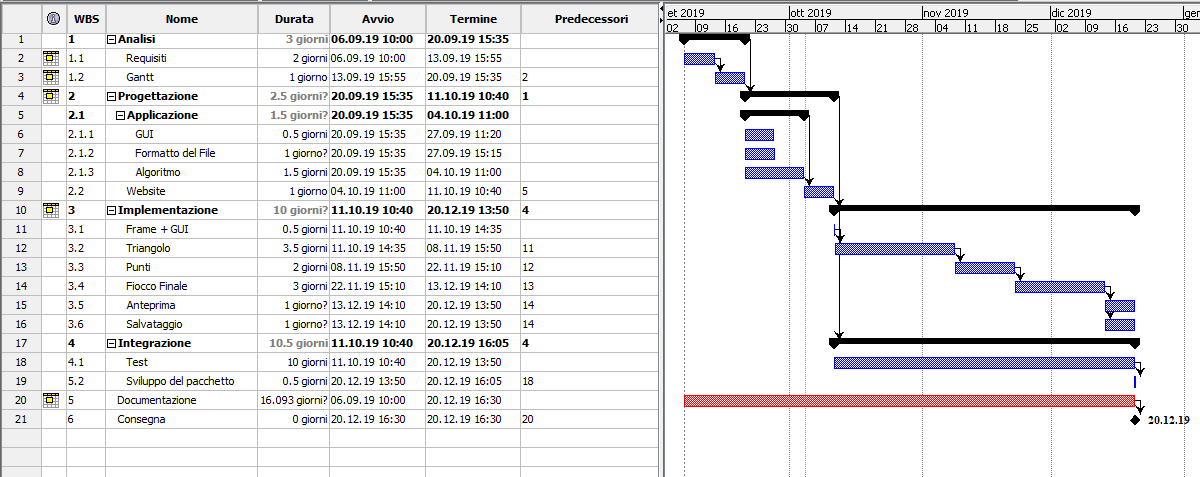 WBS Nome Durata Avvio Termine Predecessori
et 2019 ott 2019 nov 2019 dic 2019 gen
02 09 16 23 30 07 14 21 28 04 11 18 25 02 09 16 23 30
1 1 Analisi 3 giorni 06.09.19 10:00 20.09.19 15:35
2 1.1 Requisiti 2 giorni 06.09.19 10:00 13.09.19 15:55
3 1.2 Gantt 1 giorno 13.09.19 15:55 20.09.19 15:35 2
4 2 Progettazione 2.5 giorni? 20.09.19 15:35 11.10.19 10:40 1
5 2.1 Applicazione 1.5 giorni? 20.09.19 15:35 04.10.19 11:00
6 2.1.1 GUI 0.5 giorni 20.09.19 15:35 27.09.19 11:20
7 2.1.2 Formatto del File 1 giorno? 20.09.19 15:35 27.09.19 15:15
8 2.1.3 Algoritmo 1.5 giorni 20.09.19 15:35 04.10.19 11:00
9 2.2 Website 1 giorno 04.10.19 11:00 11.10.19 10:40 5
10 3 Implementazione 10 giorni? 11.10.19 10:40 20.12.19 13:50 4
11 3.1 Frame + GUI 0.5 giorni 11.10.19 10:40 11.10.19 14:35
12 3.2 Triangolo 3.5 giorni 11.10.19 14:35 08.11.19 15:50 11
13 3.3 Punti 2 giorni 08.11.19 15:50 22.11.19 15:10 12
14 3.4 Fiocco Finale 3 giorni 22.11.19 15:10 13.12.19 14:10 13
15 3.5 Anteprima 1 giorno? 13.12.19 14:10 20.12.19 13:50 14
16 3.6 Salvataggio 1 giorno? 13.12.19 14:10 20.12.19 13:50 14
17 4 Integrazione 10.5 giorni 11.10.19 10:40 20.12.19 16:05 4
18 4.1 Test 10 giorni 11.10.19 10:40 20.12.19 13:50
19 5.2 Sviluppo del pacchetto 0.5 giorni 20.12.19 13:50 20.12.19 16:05 18
20 5 Documentazione 16.093 giorni? 06.09.19 10:00 20.12.19 16:30
21 6 Consegna 0 giorni 20.12.19 16:30 20.12.19 16:30 20
20.12.19